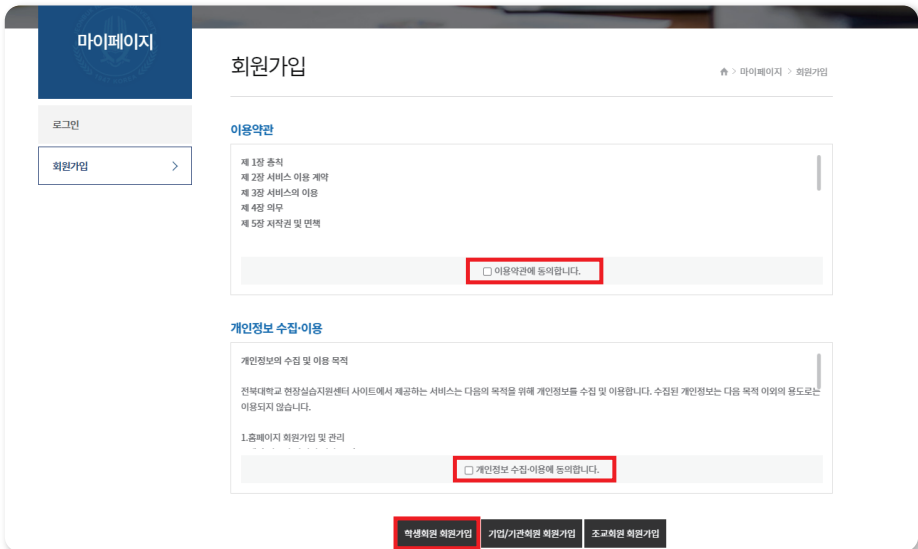 마이페이지
회원가입
마이페이지 > 회원가입
로그인
회원가입 >
이용약관
제 1장 총칙
제 2장 서비스 이용 계약
제 3장 서비스의 이용
제 4장 의무
제 5장 저작권 및 면책
이용약관에 동의합니다.
개인정보 수집·이용
개인정보의 수집 및 이용 목적
전북대학교 현장실습지원센터 사이트에서 제공하는 서비스는 다음의 목적을 위해 개인정보를 수집 및 이용합니다. 수집된 개인정보는 다음 목적 이외의 용도로는
이용되지 않습니다.
1.홈페이지 회원가입 및 관리
개인정보 수집·이용에 동의합니다.
학생회원 회원가입 기업/기관회원 회원가입 조교회원 회원가입